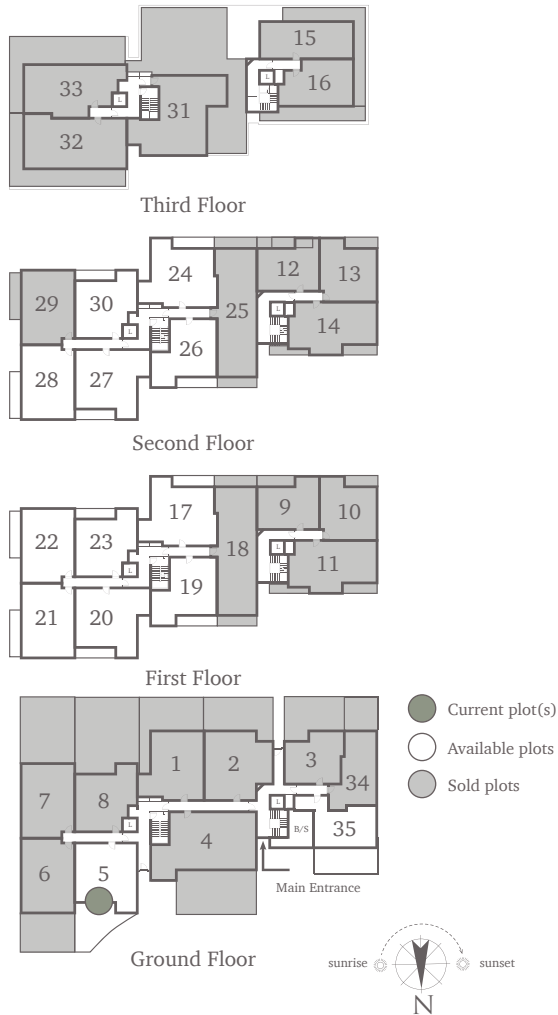 15
33
16
31
32
L
L
Third Floor
24
12
13
29
30
25
14
28
27
26
L
L
Second Floor
17
9
10
22
23
18
11
21
20
19
L
L
First Floor
1
2
3
34
7
8
4
35
6
5
L
L
B/S
Main Entrance
Ground Floor
Current plot(s)
Available plots
Sold plots
sunrise
sunset
N